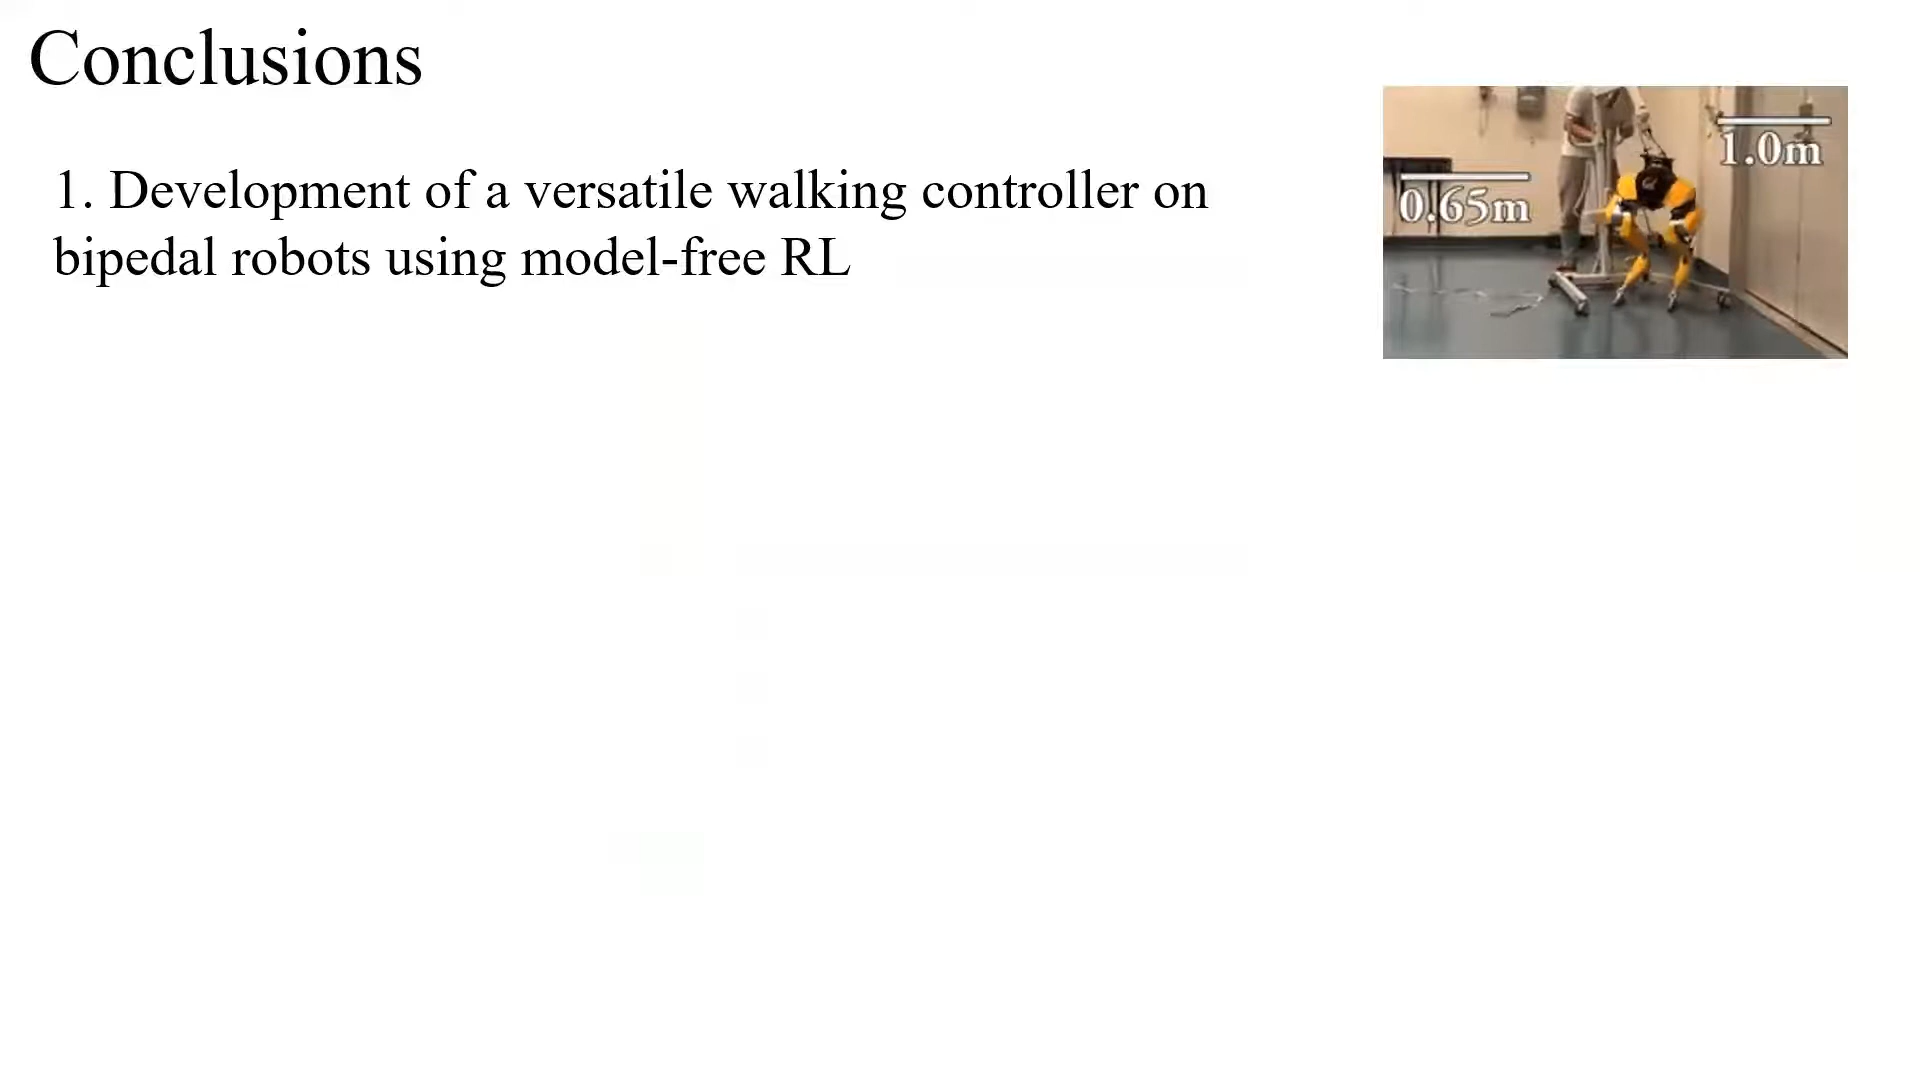 Conclusions
1. Development of a versatile walking controller on
bipedal robots using model-free RL
0.65m
1.0m